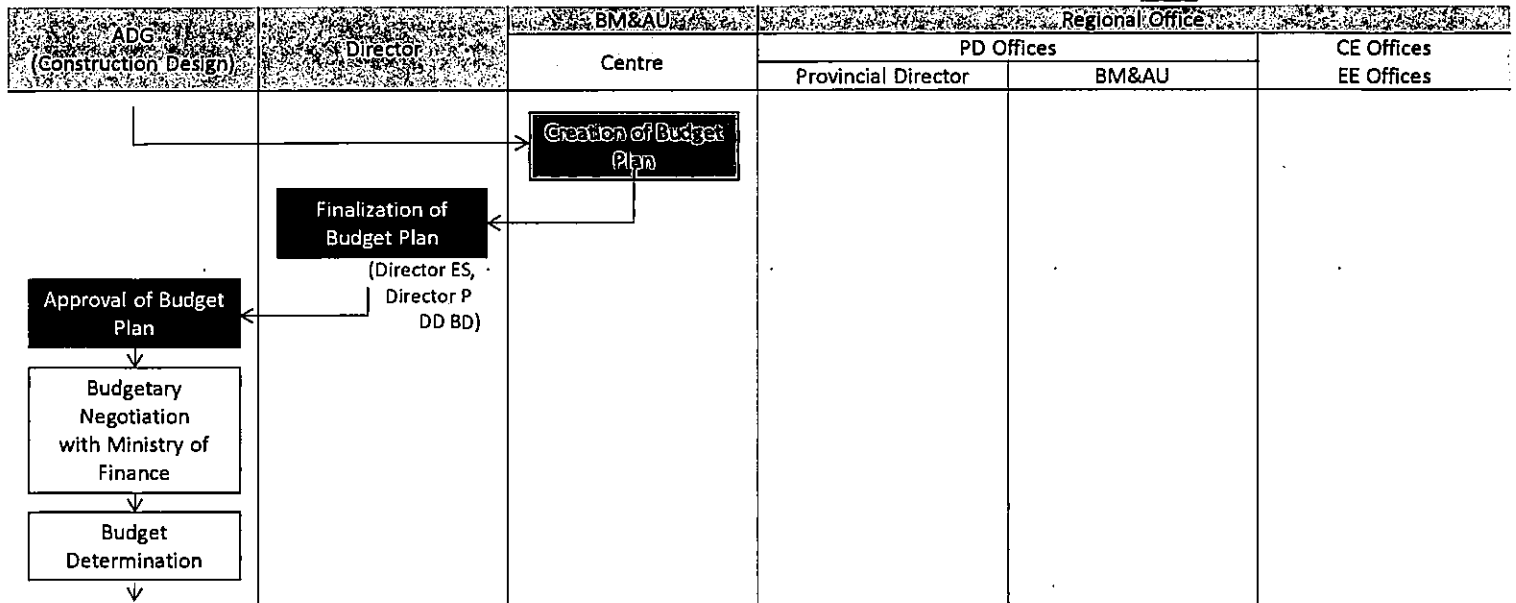 ADG
(Construction Design)
Director
BM&AU
Centre
Regional Office
PD Offices
Provincial Director
BM&AU
CE Offices
EE Offices
Creation of Budget
Plan
Finalization of
Budget Plan
(Director ES,
Director P
DD BD)
Approval of Budget
Plan
Budgetary
Negotiation
with Ministry of
Finance
Budget
Determination